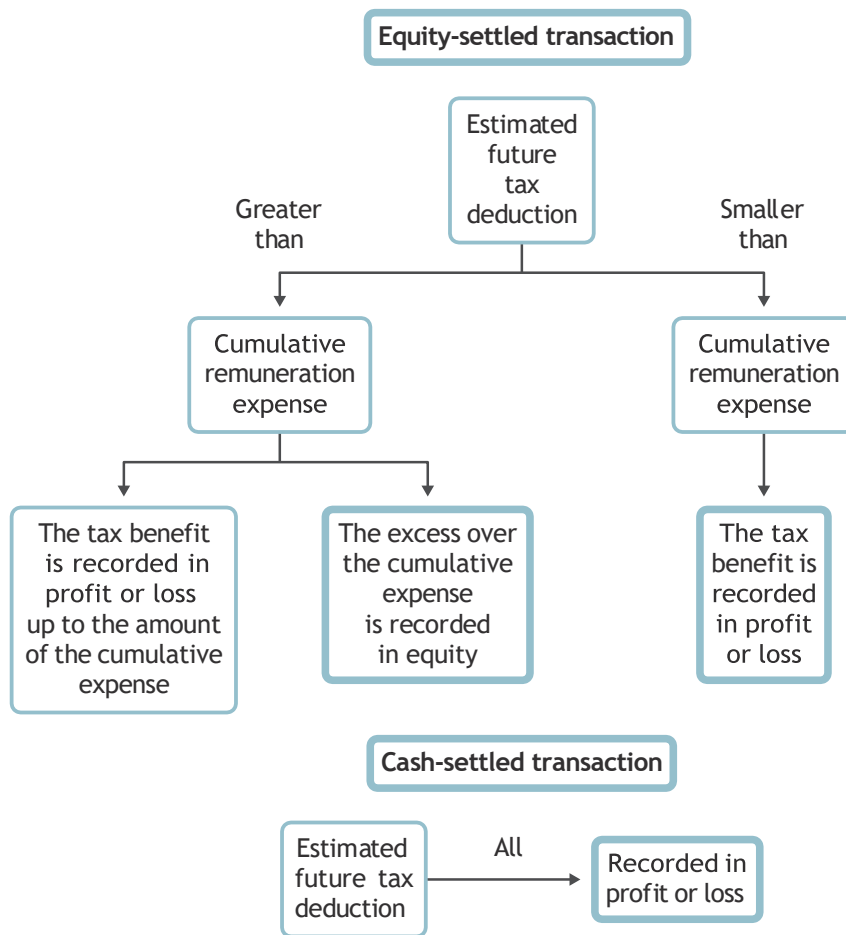 Equity-settled transaction
Estimated
future
tax
deduction
Greater
than
Smaller
than
Cumulative
remuneration
expense
Cumulative
remuneration
expense
The tax benefit
is recorded in
profit or loss
up to the amount
of the cumulative
expense
The excess over
the cumulative
expense
is recorded
in equity
The tax
benefit is
recorded
in profit
or loss
Cash-settled transaction
Estimated
future tax
deduction
All
Recorded in
profit or loss